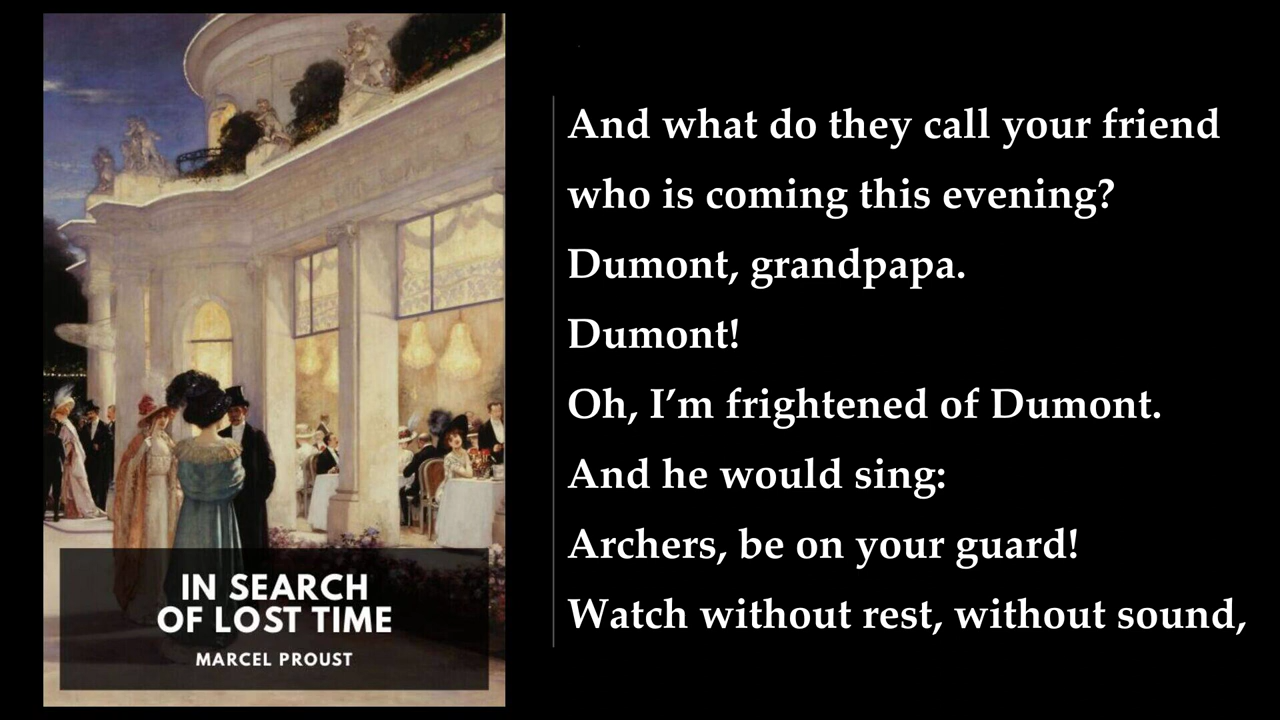 IN SEARCH
OF LOST TIME
MARCEL PROUST
And what do they call your friend
who is coming this evening?
Dumont, grandpapa.
Dumont!
Oh, I’m frightened of Dumont.
And he would sing:
Archers, be on your guard!
Watch without rest, without sound,